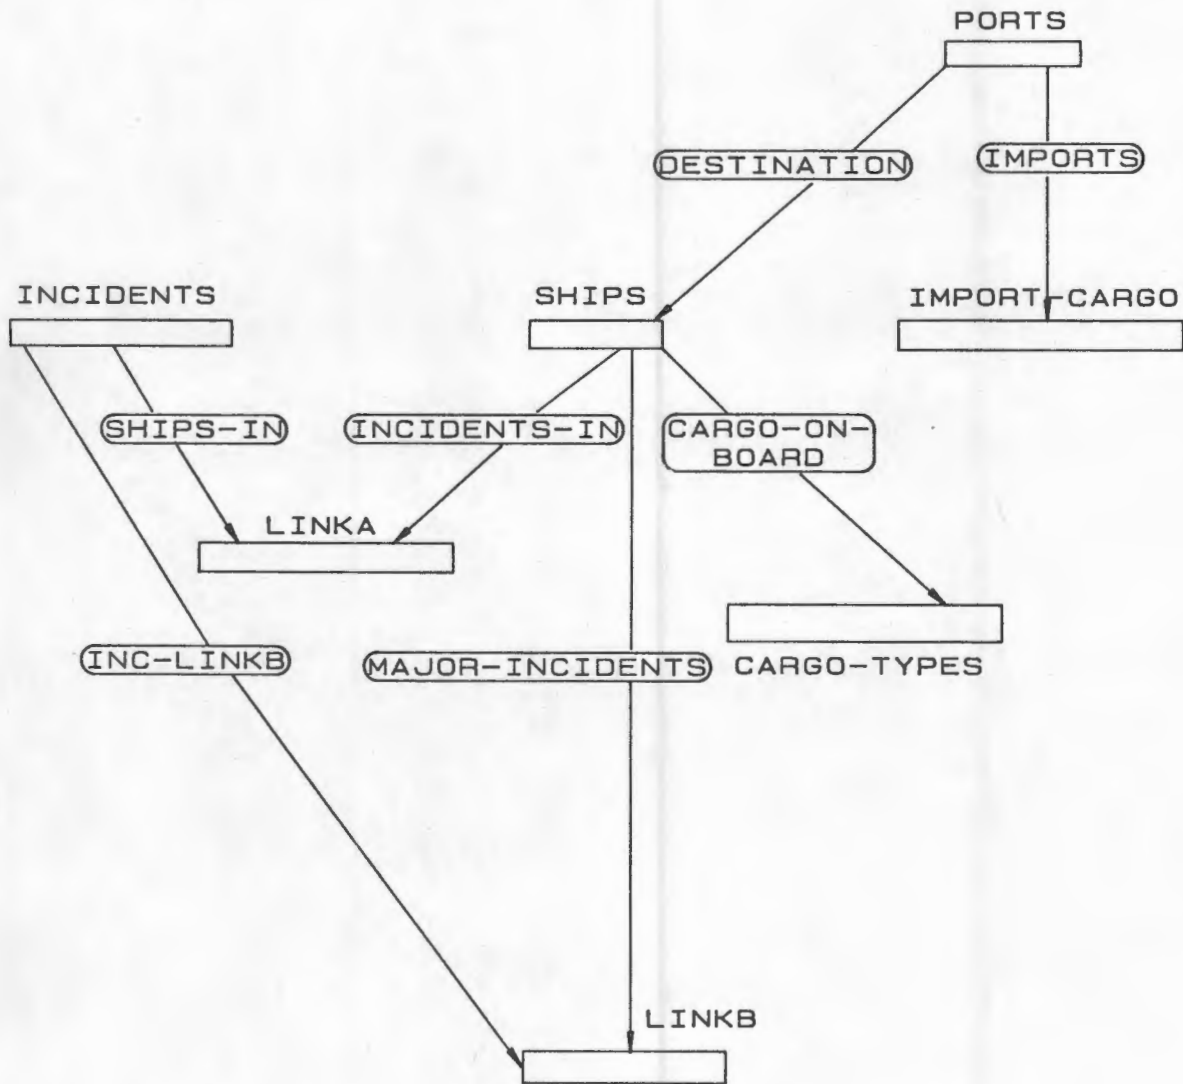 PORTS
DESTINATION
IMPORTS
INCIDENTS
SHIPS
IMPORT-CARGO
SHIPS-IN
INCIDENTS-IN
CARGO-ON-
BOARD
LINKA
INC-LINKB
MAJOR-INCIDENTS
CARGO-TYPES
LINKB